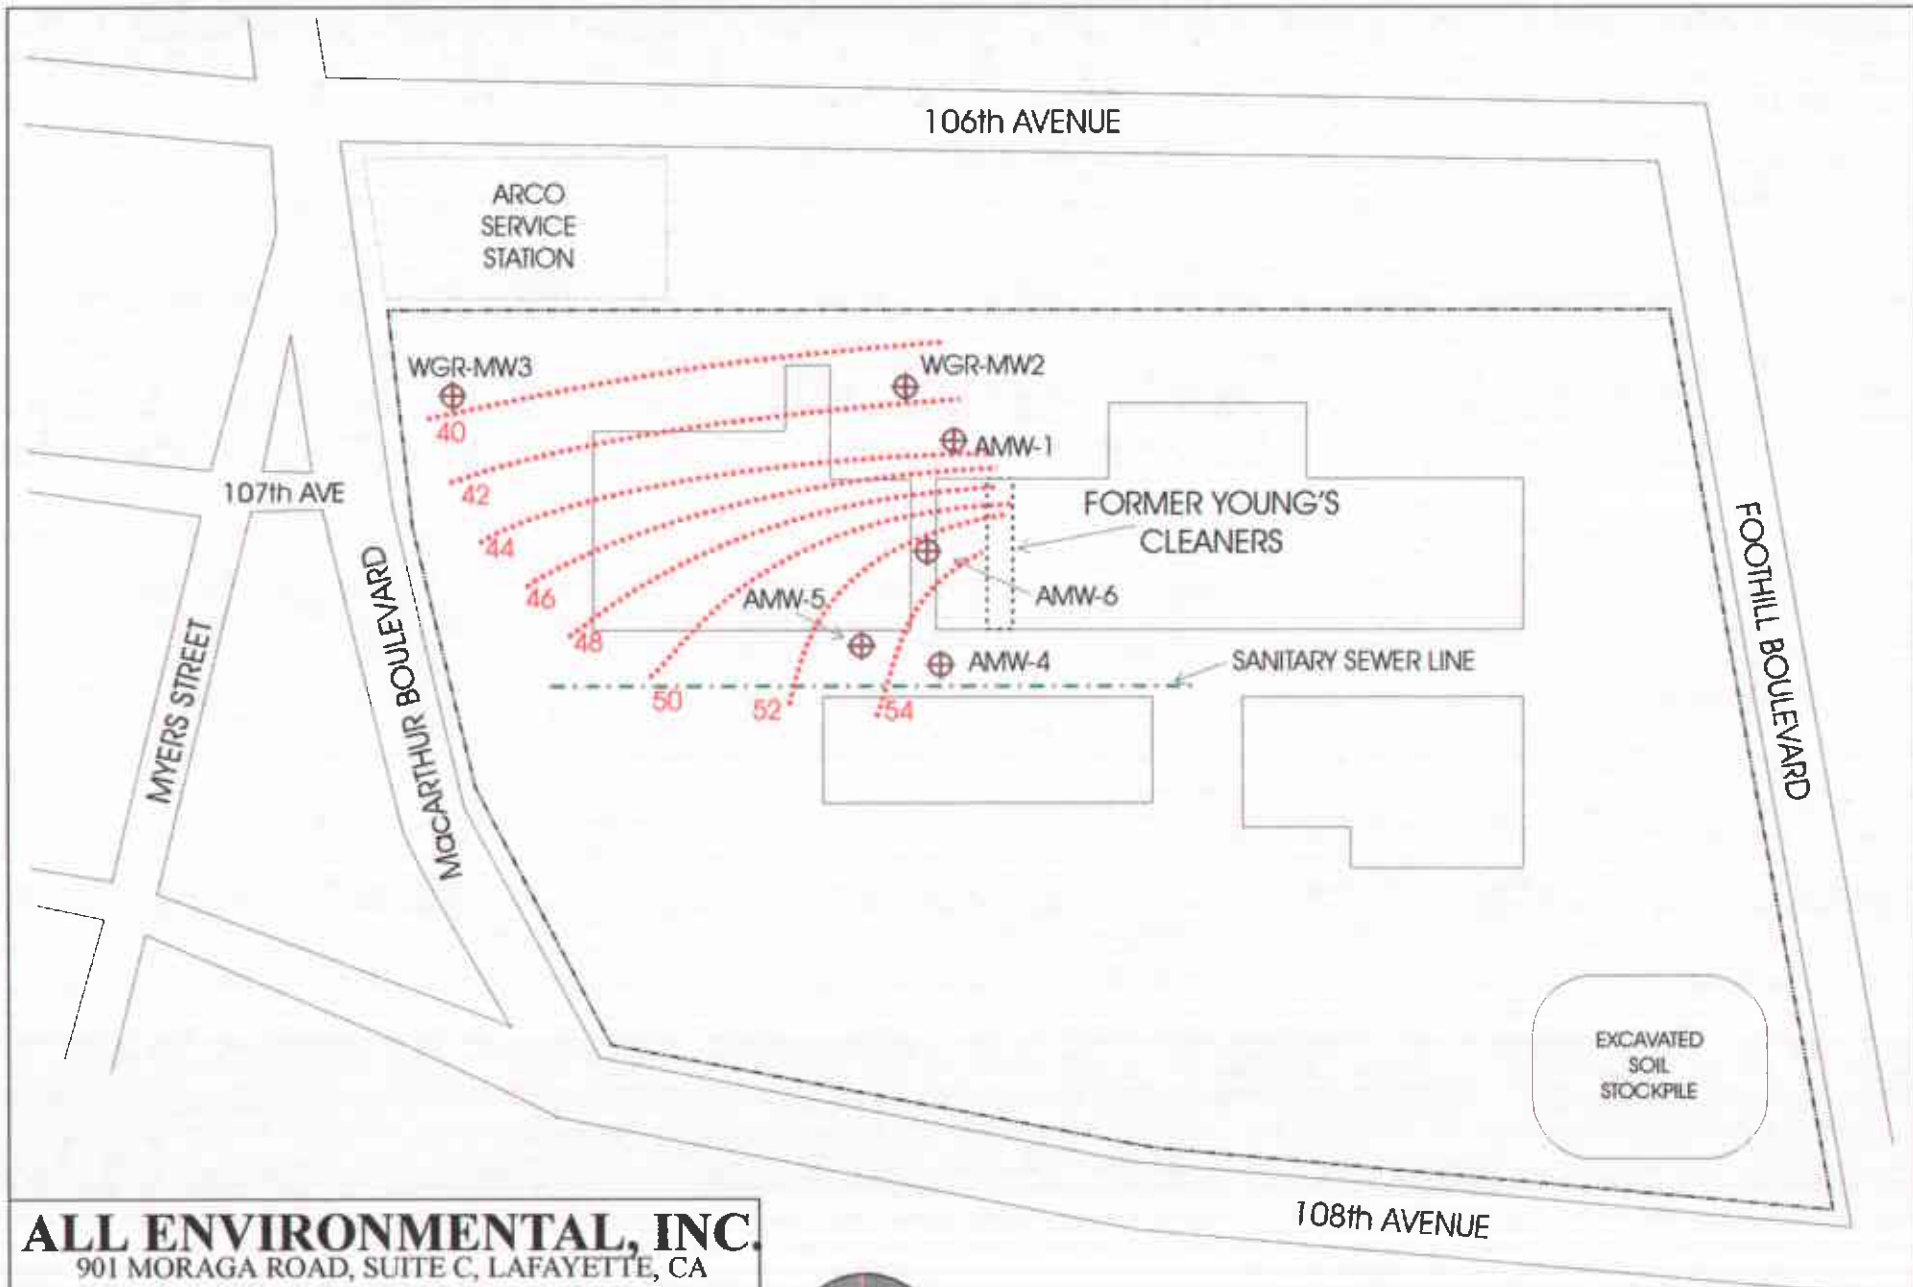 106th AVENUE
ARCO
SERVICE
STATION
WGR-MW3
WGR-MW2
40
AMW-1
42
107th AVE
FORMER YOUNG'S
CLEANERS
44
FOOTHILL BOULEVARD
46
AMW-5
AMW-6
48
MacARTHUR BOULEVARD
MYERS STREET
AMW-4
SANITARY SEWER LINE
50
52
54
EXCAVATED
SOIL
STOCKPILE
108th AVENUE
ALL ENVIRONMENTAL, INC.
901 MORAGA ROAD, SUITE C, LAFAYETTE, CA